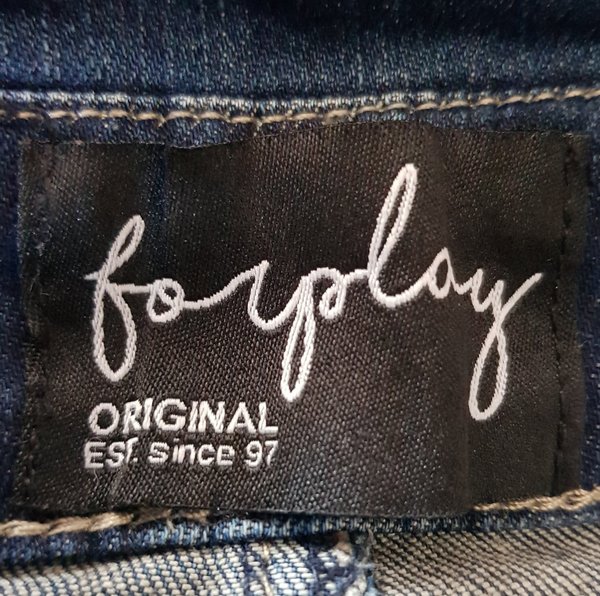 forplay
ORIGINAL
EST. since 97